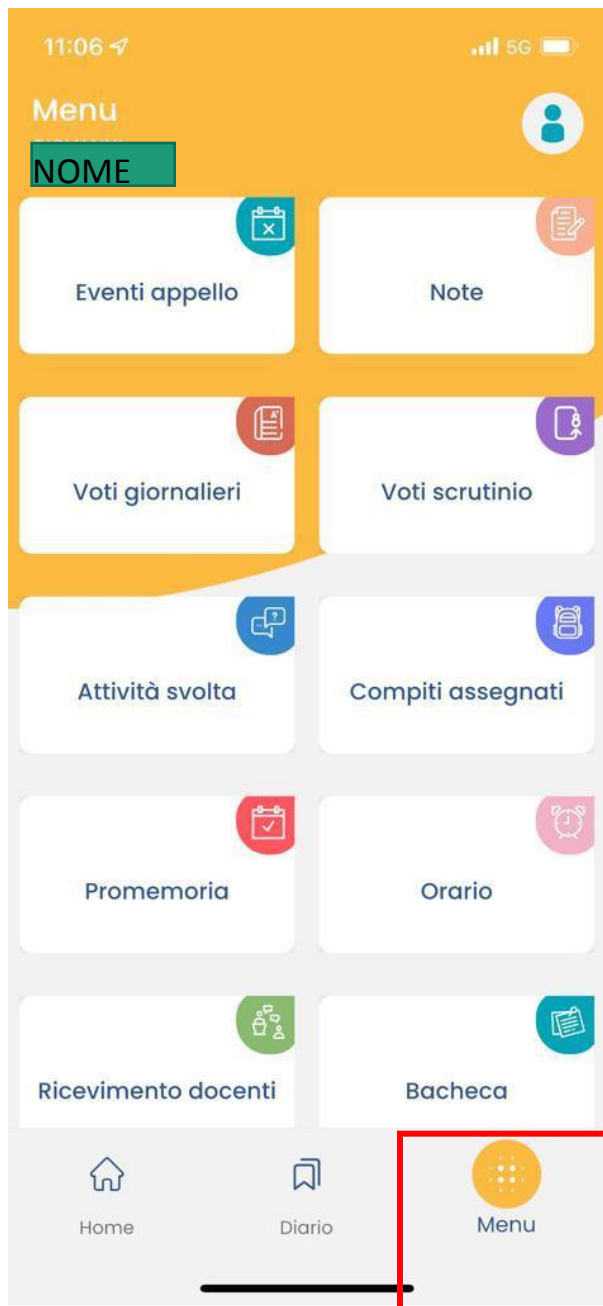 11:06 5G
Menu
NOME
Eventi appello
Note
Voti giornalieri
Voti scrutinio
Attività svolta
Compiti assegnati
Promemoria
Orario
Ricevimento docenti
Bacheca
Home
Diario
Menu